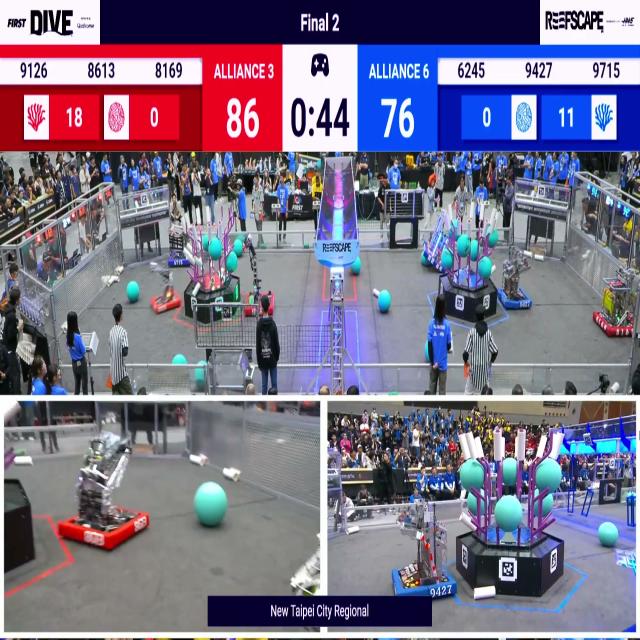 FIRST DIVE
Final 2
REEFSCAPE
9126 8613 8169
ALLIANCE 3
ALLIANCE 6
6245 9427 9715
18 0
86
0:44
76
0 11
REEFSCAPE
9427
New Taipei City Regional